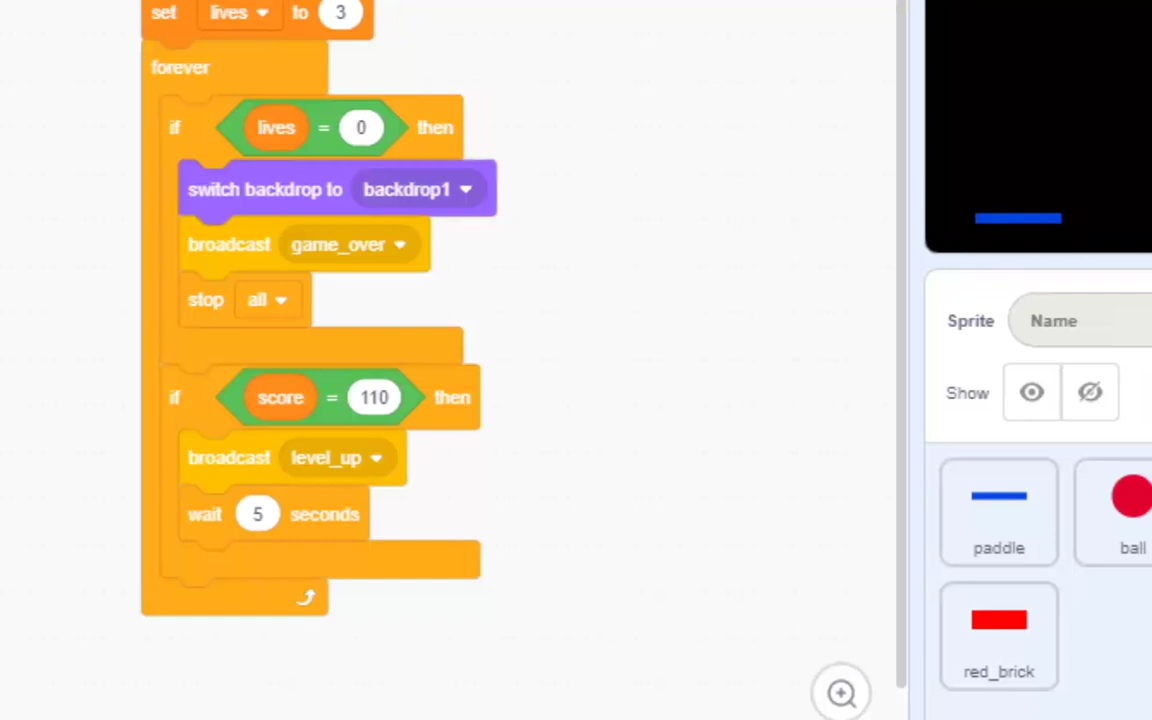 set lives to 3
forever
if lives = 0 then
switch backdrop to backdrop1
broadcast game_over
stop all
if score = 110 then
broadcast level_up
wait 5 seconds
Sprite Name
Show
paddle ball
red_brick